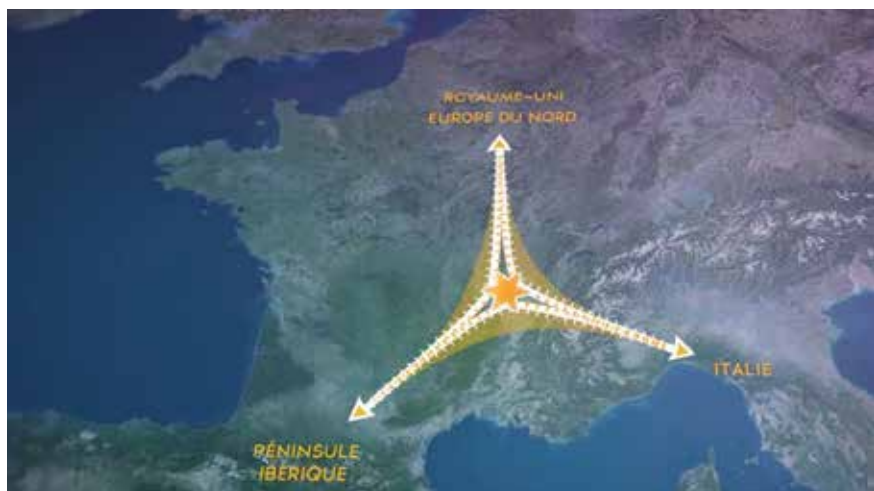 ROYAUME-UNI
EUROPE DU NORD
ITALIE
PÉNINSULE
IBÉRIQUE